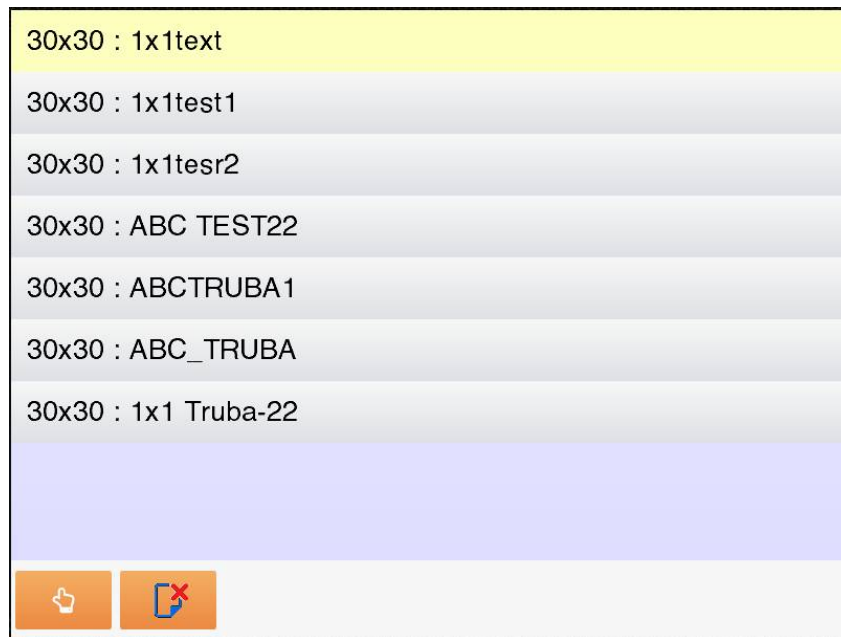 30x30 : 1x1text
30x30 : 1x1test1
30x30 : 1x1tesr2
30x30 : ABC TEST22
30x30 : ABCTRUBA1
30x30 : ABC_TRUBA
30x30 : 1x1 Truba-22